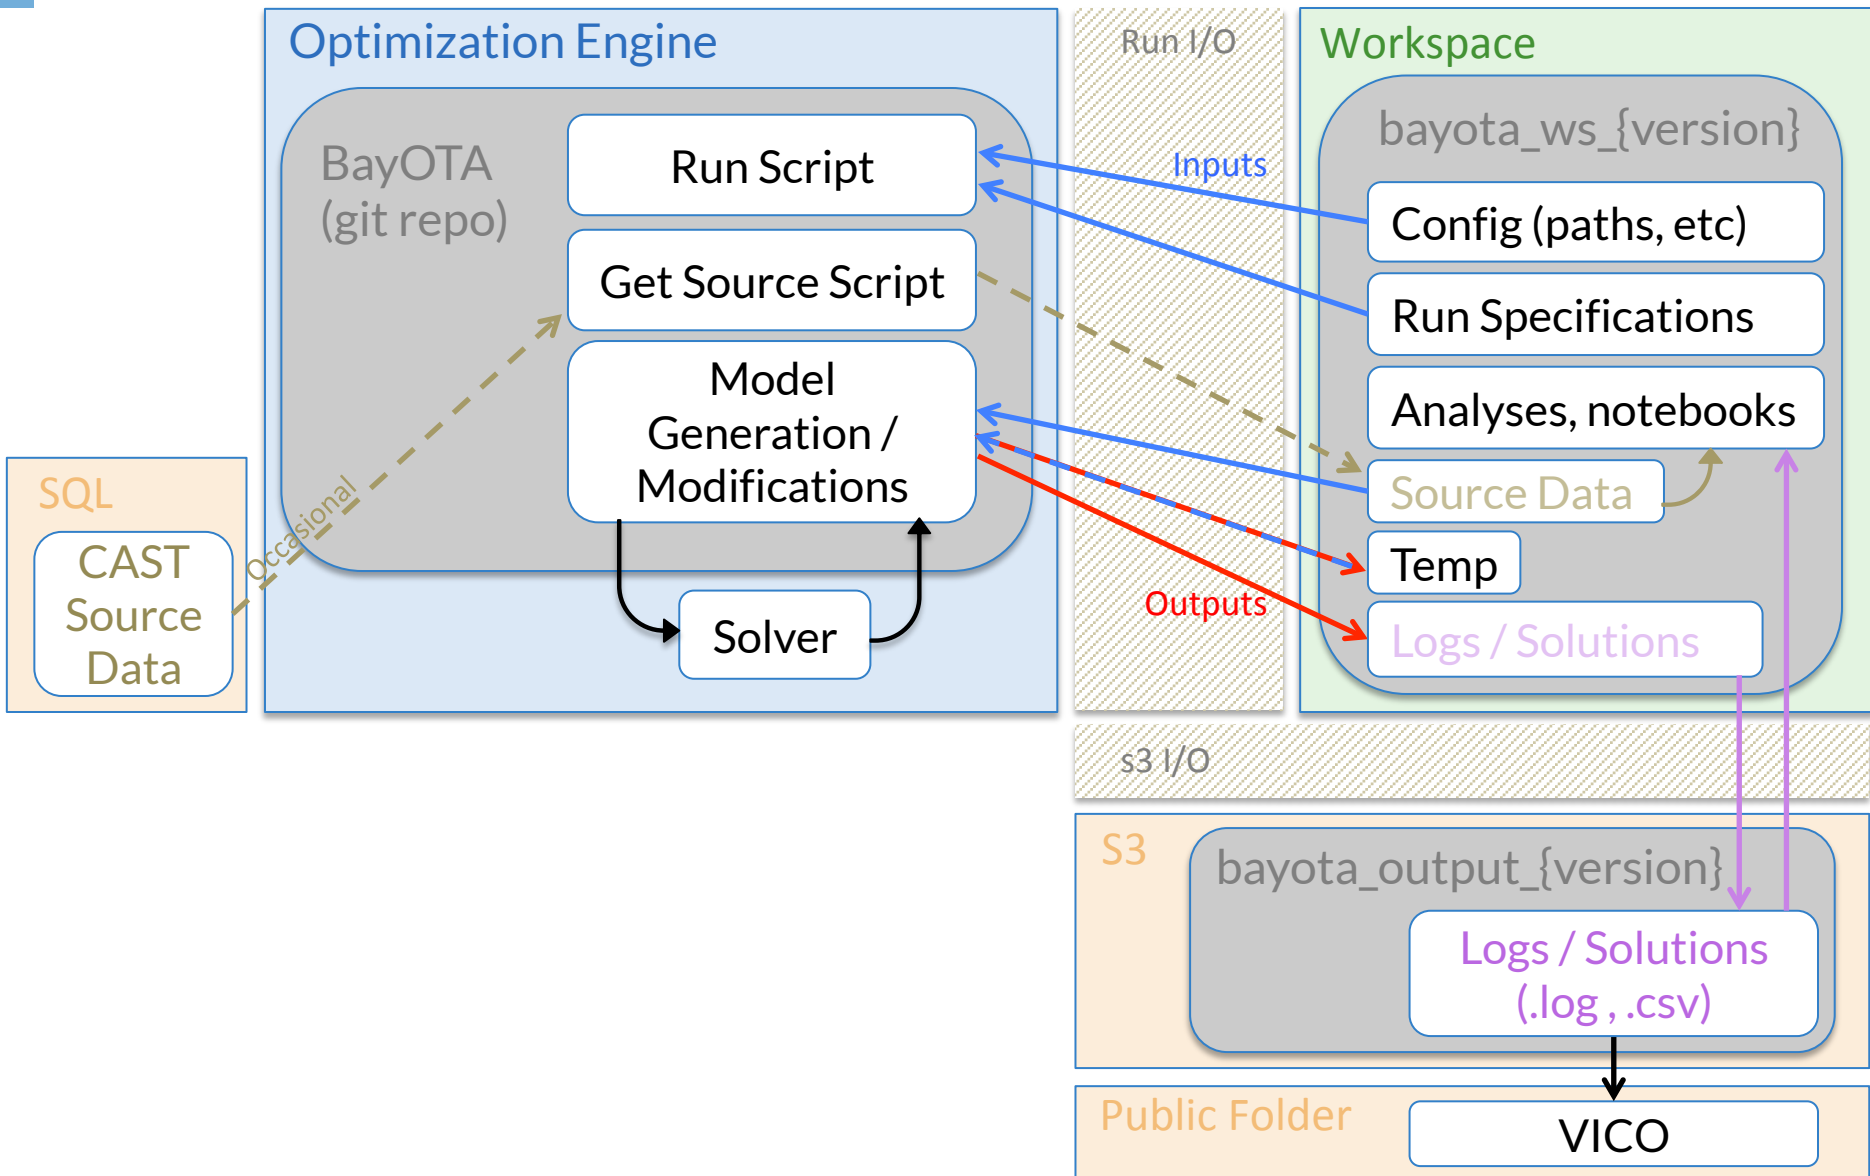 Optimization Engine
Run I/O
Workspace
BayOTA
(git repo)
Run Script
Get Source Script
Model
Generation /
Modifications
Solver
Inputs
Outputs
bayota_ws_{version}
Config (paths, etc)
Run Specifications
Analyses, notebooks
Source Data
Temp
Logs / Solutions
SQL
CAST
Source
Data
Occasional
s3 I/O
S3
bayota_output_{version}
Logs / Solutions
(.log , .csv)
Public Folder
VICO